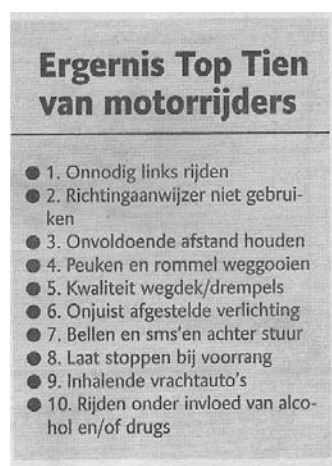 Ergernis Top Tien
van motorrijders
● 1. Onnodig links rijden
● 2. Richtingaanwijzer niet gebrui-
ken
● 3. Onvoldoende afstand houden
● 4. Peuken en rommel weggooien
● 5. Kwaliteit wegdek/drempels
● 6. Onjuist afgestelde verlichting
● 7. Bellen en sms'en achter stuur
● 8. Laat stoppen bij voorrang
● 9. Inhalende vrachtauto's
● 10. Rijden onder invloed van alco-
hol en/of drugs